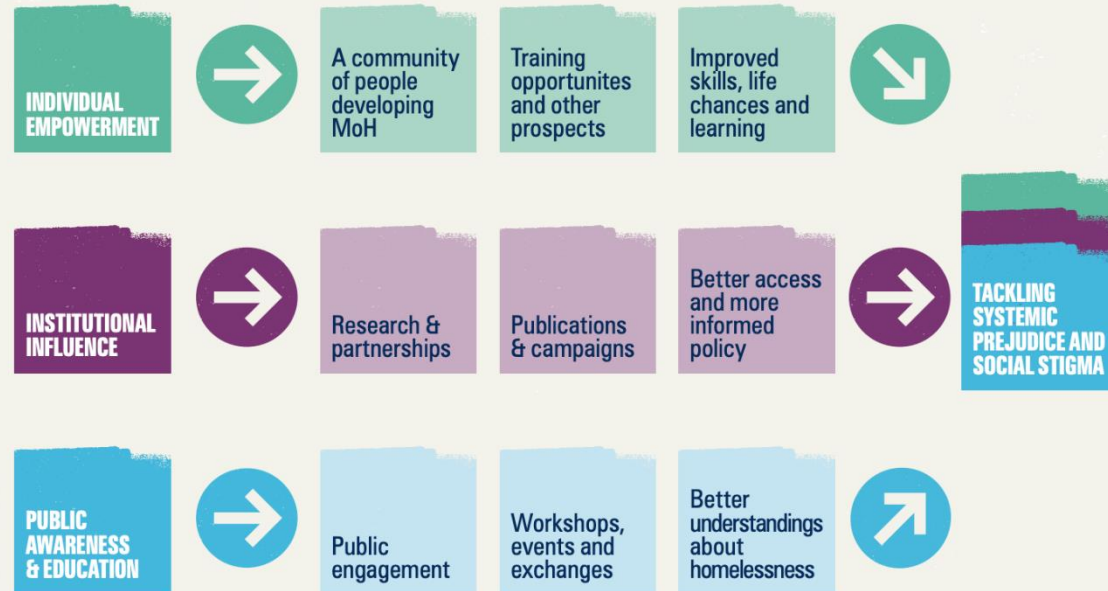 INDIVIDUAL
EMPOWERMENT
A community
of people
developing
MoH
Training
opportunites
and other
prospects
Improved
skills, life
chances and
learning
INSTITUTIONAL
INFLUENCE
Research &
partnerships
Publications
& campaigns
Better access
and more
informed
policy
TACKLING
SYSTEMIC
PREJUDICE AND
SOCIAL STIGMA
PUBLIC
AWARENESS
& EDUCATION
Public
engagement
Workshops,
events and
exchanges
Better
understandings
about
homelessness